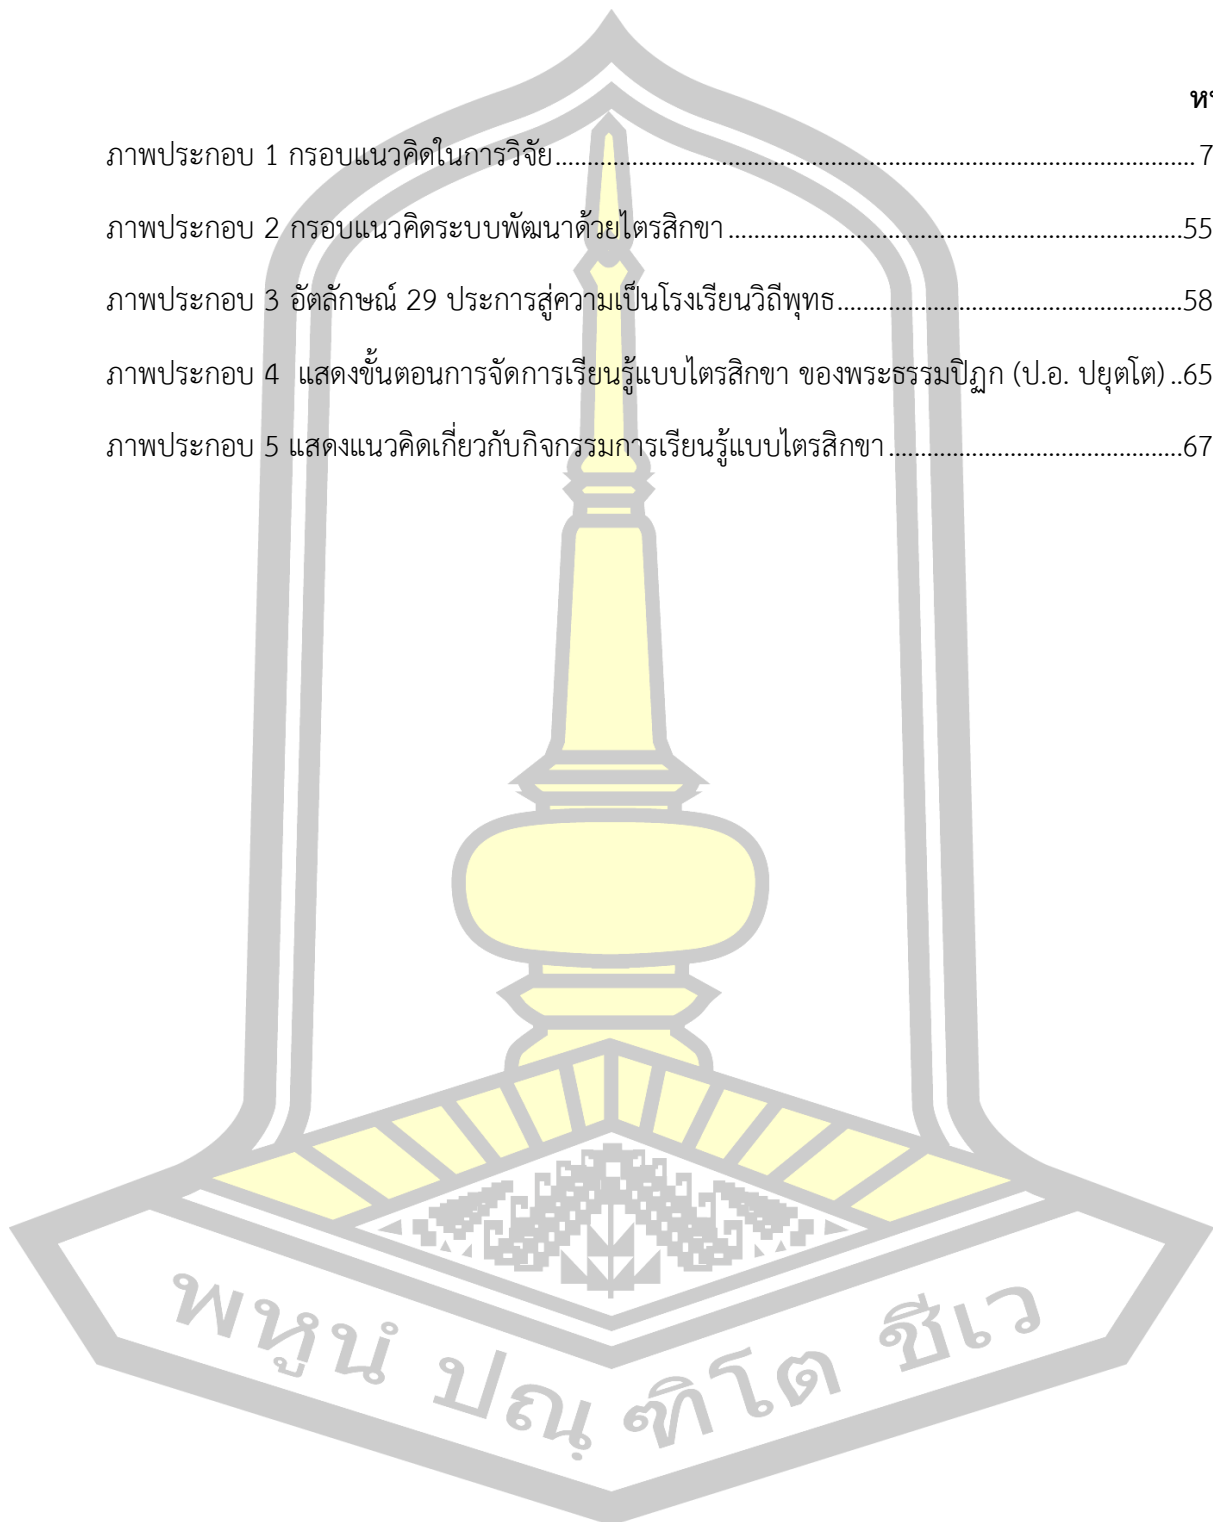 ภาพประกอบ 1 กรอบแนวคิดในการวิจัย.......................................................................................................... 7
ภาพประกอบ 2 กรอบแนวคิดระบบพัฒนาด้วยไตรสิกขา ...........................................................................55
ภาพประกอบ 3 อัตลักษณ์ 29 ประการสู่ความเป็นโรงเรียนวิถีพุทธ.........................................................58
ภาพประกอบ 4  แสดงขั้นตอนการจัดการเรียนรู้แบบไตรสิกขา ของพระธรรมปิฎก (ป.อ. ปยุตโต) ..65
ภาพประกอบ 5 แสดงแนวคิดเกี่ยวกับกิจกรรมการเรียนรู้แบบไตรสิกขา ................................................67
พหูนํ ปณฺ ฑิโต ชีเว